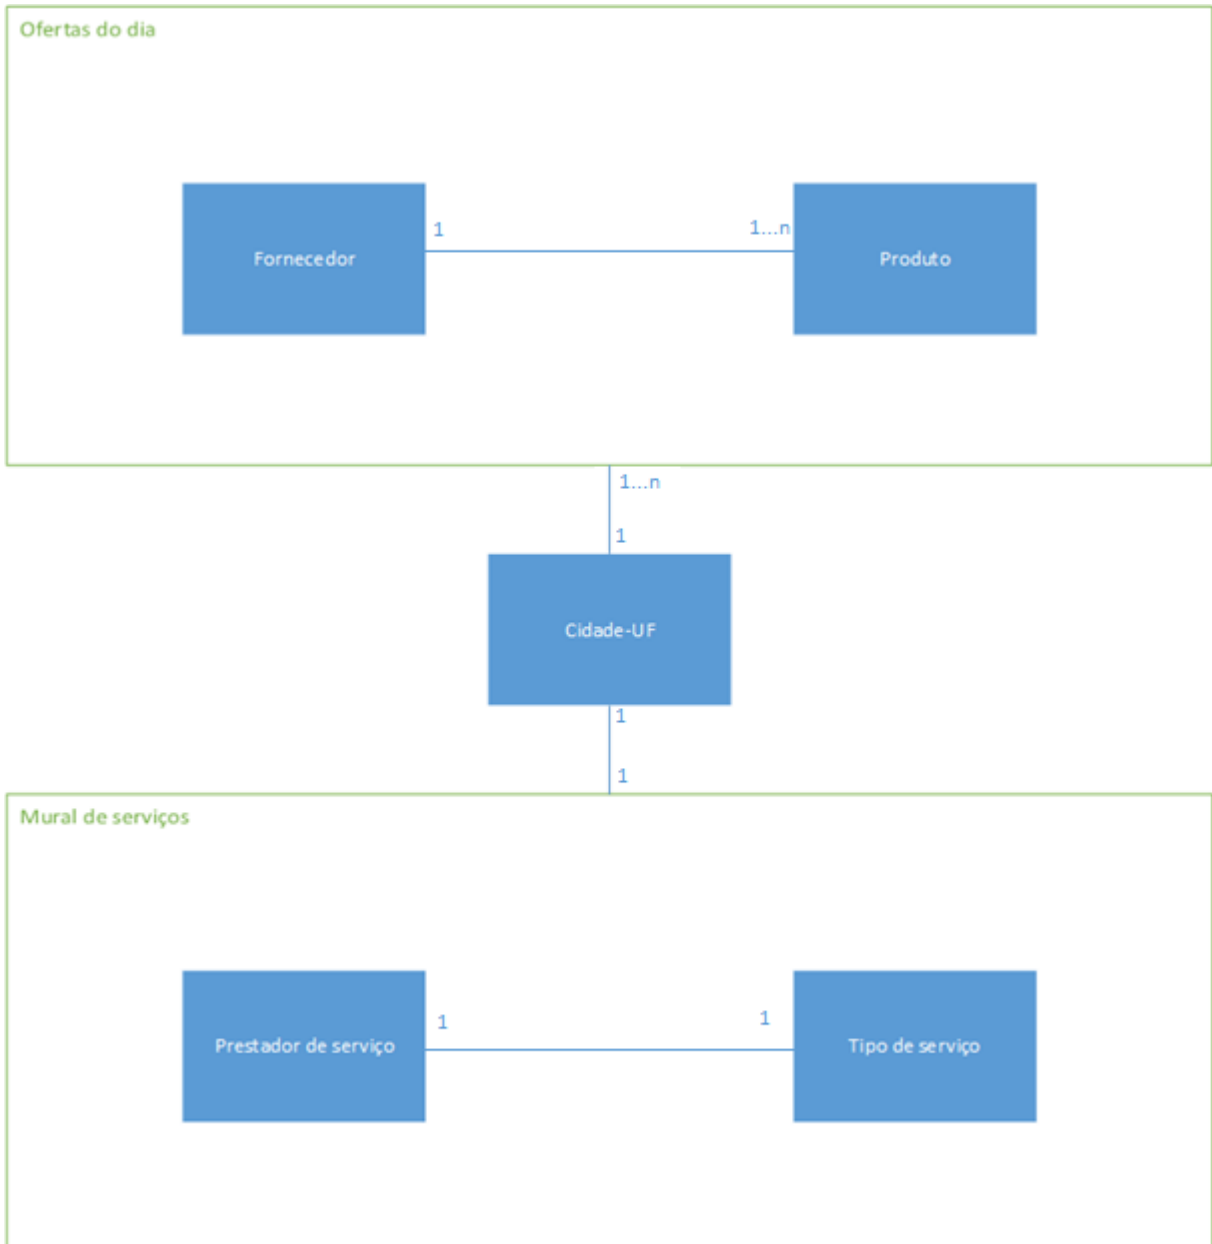 Ofertas do dia
1
1...n
Fornecedor
Produto
1...n
1
Cidade-UF
1
1
Mural de serviços
1
1
Prestador de serviço
Tipo de serviço